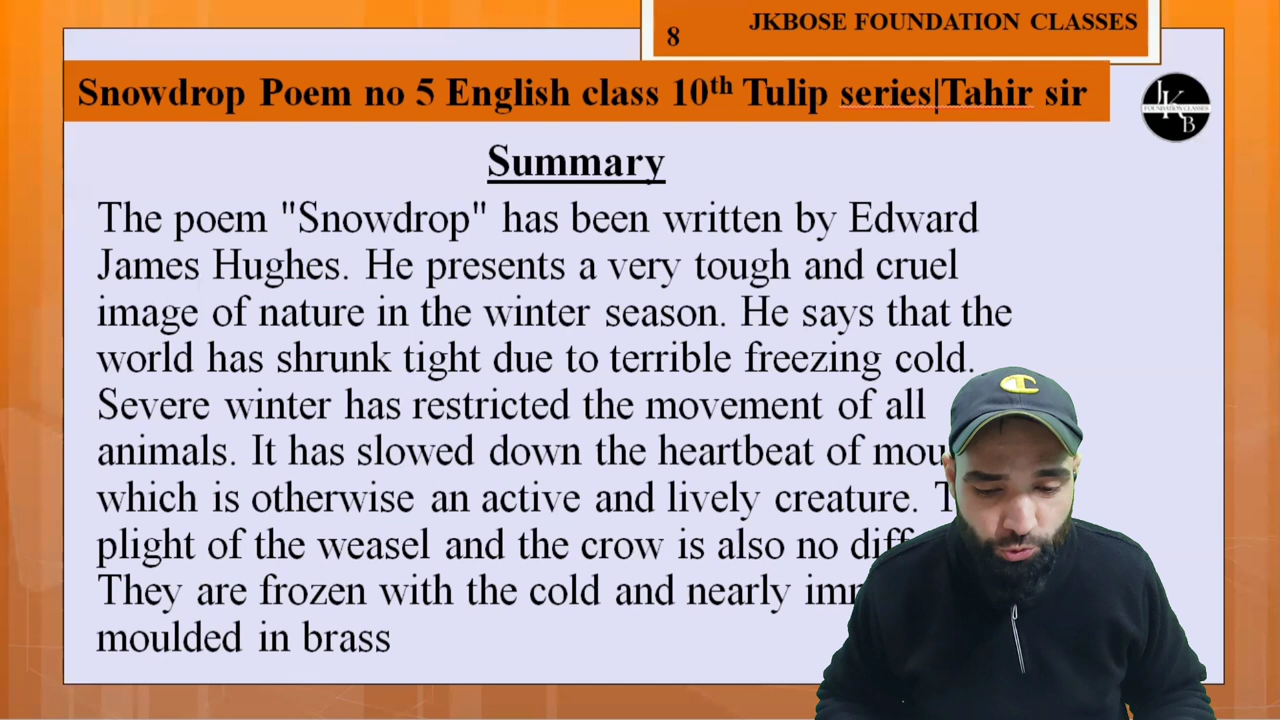 JKBOSE FOUNDATION CLASSES
8
Snowdrop Poem no 5 English class 10th Tulip series|Tahir sir
JKB
FOUNDATION CLASSES
Summary
The poem "Snowdrop" has been written by Edward
James Hughes. He presents a very tough and cruel
image of nature in the winter season. He says that the
world has shrunk tight due to terrible freezing cold.
Severe winter has restricted the movement of all
animals. It has slowed down the heartbeat of
which is otherwise an active and lively creature.
plight of the weasel and the crow is also no
They are frozen with the cold and nearly
moulded in brass